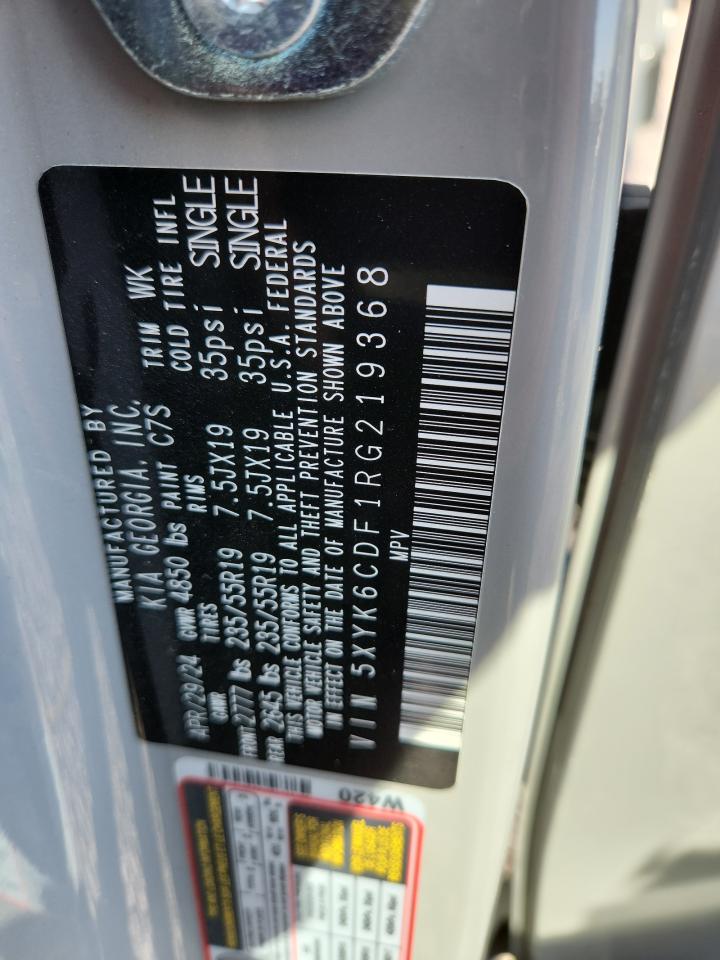 MANUFACTURED BY
KIA GEORGIA, INC.
APR/29/24 GVWR 4850 lbs PAINT C7S TRIM WK
GAWR TIRES RIMS COLD TIRE INFL
FRONT 2777 lbs 235/55R19 7.5JX19 35psi SINGLE
REAR 2645 lbs 235/55R19 7.5JX19 35psi SINGLE
THIS VEHICLE CONFORMS TO ALL APPLICABLE U.S.A. FEDERAL
MOTOR VEHICLE SAFETY AND THEFT PREVENTION STANDARDS
IN EFFECT ON THE DATE OF MANUFACTURE SHOWN ABOVE
VIN 5XYK6CDF1RG219368
MPV
W420